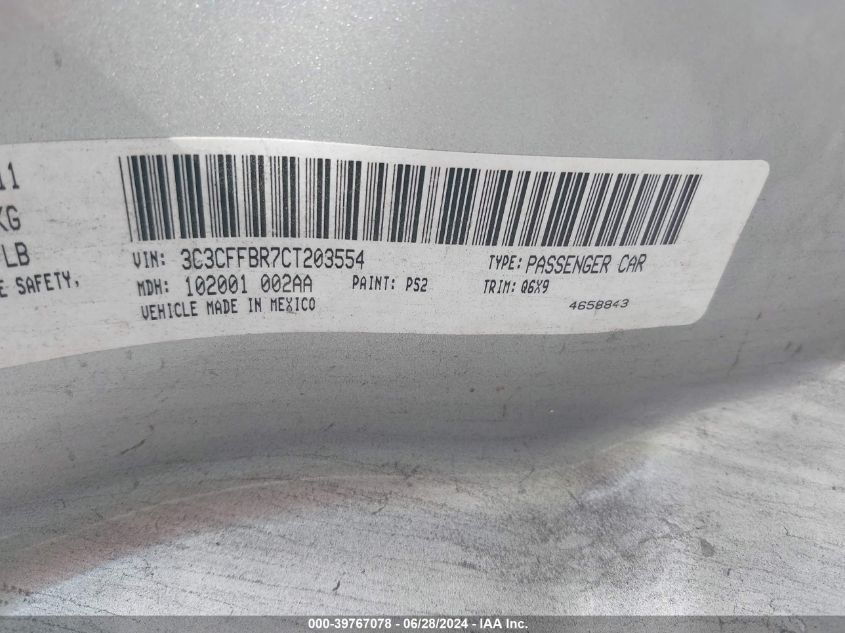 11
KG
LB
E SAFETY,
VIN: 3C3CFFBR7CT203554 TYPE: PASSENGER CAR
MDH: 102001 002AA PAINT: PS2 TRIM: Q6X9
VEHICLE MADE IN MEXICO 4658843
000-39767078 - 06/28/2024 - IAA Inc.